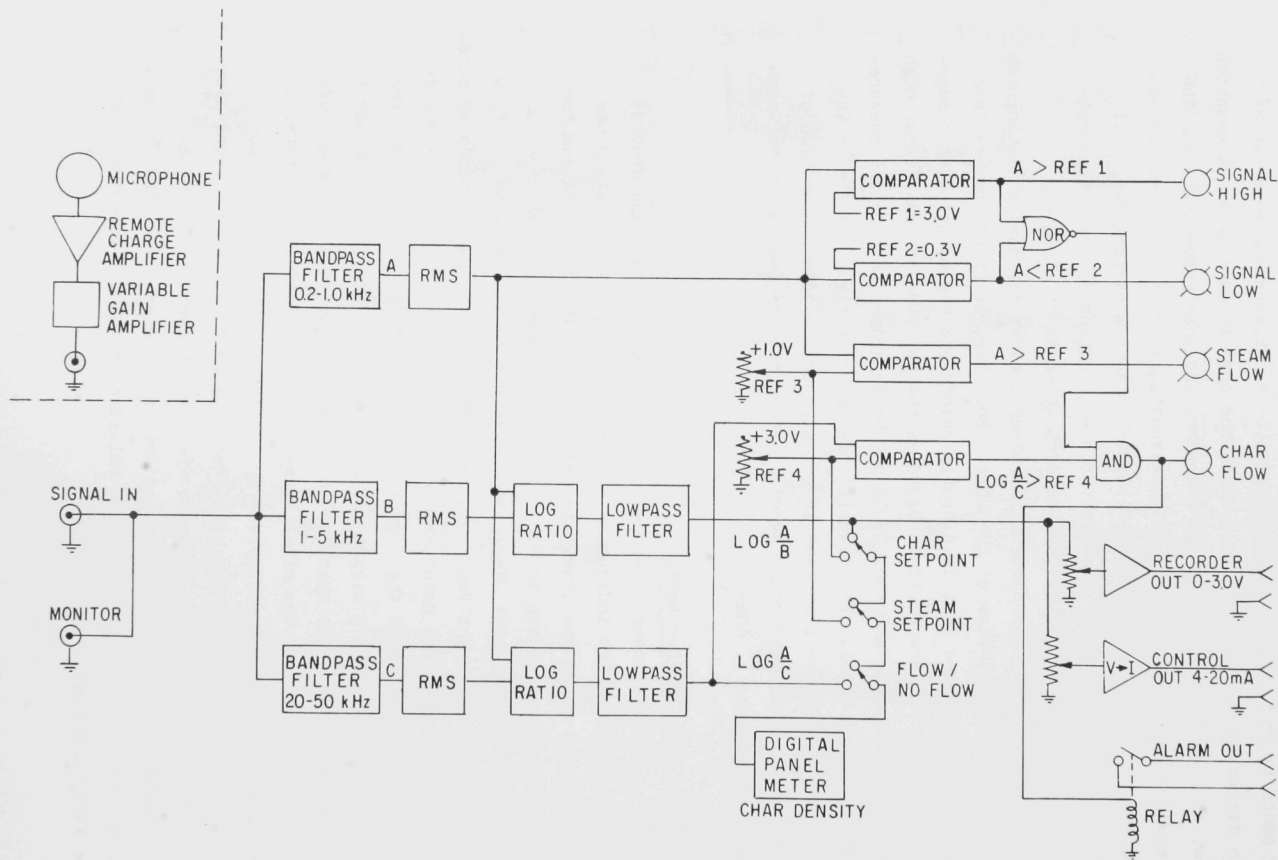 MICROPHONE
REMOTE
CHARGE
AMPLIFIER
VARIABLE
GAIN
AMPLIFIER
SIGNAL IN
MONITOR
BANDPASS
FILTER
0.2-1.0 kHz
A
RMS
BANDPASS
FILTER
1-5 kHz
B
RMS
LOG
RATIO
LOWPASS
FILTER
LOG A/B
BANDPASS
FILTER
20-50 kHz
C
RMS
LOG
RATIO
LOWPASS
FILTER
LOG A/C
COMPARATOR
A > REF 1
SIGNAL
HIGH
REF 1=3.0V
NOR
REF 2=0.3V
COMPARATOR
A < REF 2
SIGNAL
LOW
+1.0V
REF 3
COMPARATOR
A > REF 3
STEAM
FLOW
+3.0V
REF 4
COMPARATOR
LOG A/C > REF 4
AND
CHAR
FLOW
CHAR
SETPOINT
STEAM
SETPOINT
FLOW /
NO FLOW
DIGITAL
PANEL
METER
CHAR DENSITY
RECORDER
OUT 0-3.0V
V→I
CONTROL
OUT 4-20mA
ALARM OUT
RELAY